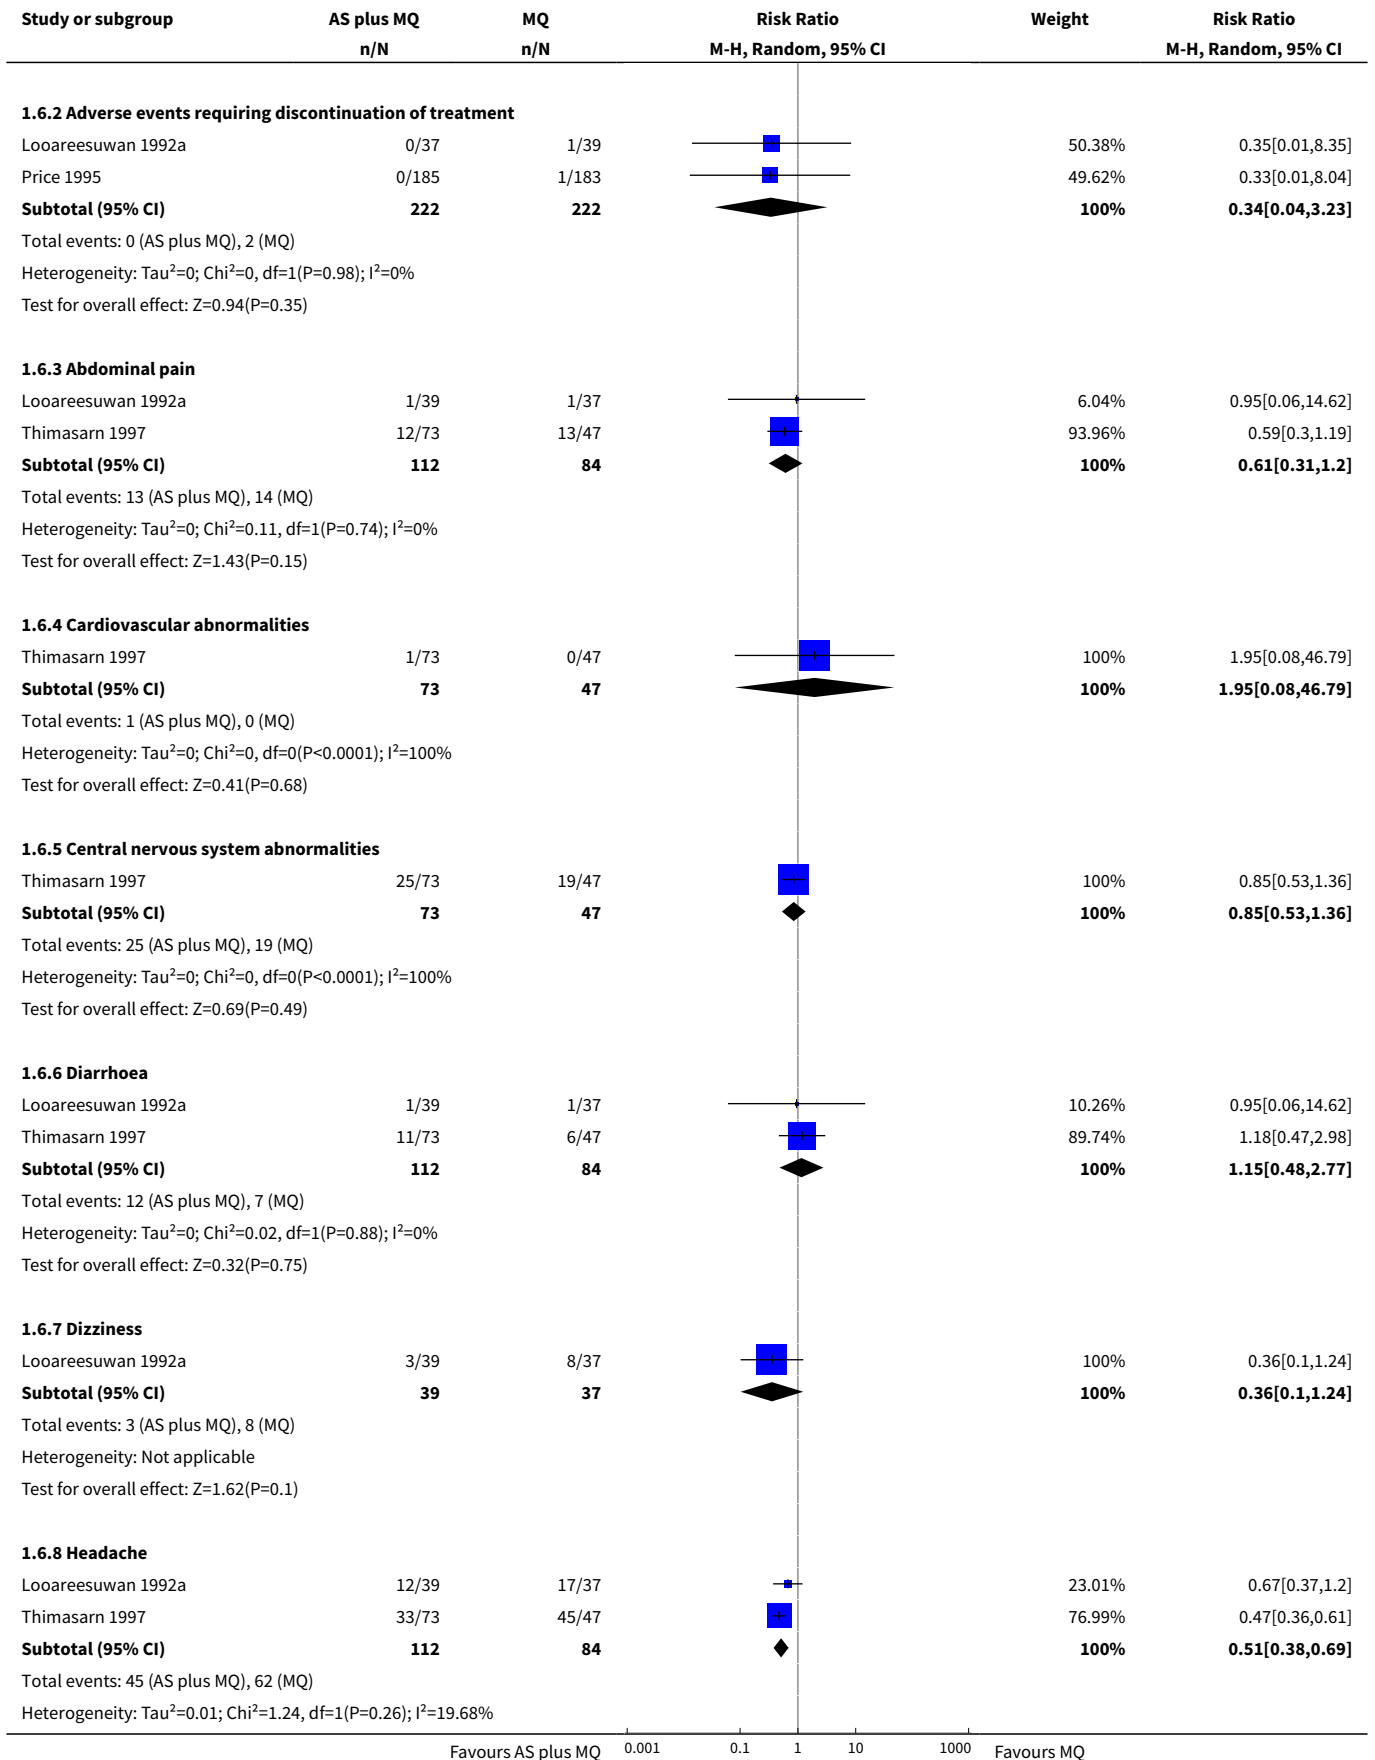 Study or subgroup AS plus MQ MQ Risk Ratio Weight Risk Ratio
n/N n/N M-H, Random, 95% CI M-H, Random, 95% CI
1.6.2 Adverse events requiring discontinuation of treatment
Looareesuwan 1992a 0/37 1/39 50.38% 0.35[0.01,8.35]
Price 1995 0/185 1/183 49.62% 0.33[0.01,8.04]
Subtotal (95% CI) 222 222 100% 0.34[0.04,3.23]
Total events: 0 (AS plus MQ), 2 (MQ)
Heterogeneity: Tau²=0; Chi²=0, df=1(P=0.98); I²=0%
Test for overall effect: Z=0.94(P=0.35)
1.6.3 Abdominal pain
Looareesuwan 1992a 1/39 1/37 6.04% 0.95[0.06,14.62]
Thimasarn 1997 12/73 13/47 93.96% 0.59[0.3,1.19]
Subtotal (95% CI) 112 84 100% 0.61[0.31,1.2]
Total events: 13 (AS plus MQ), 14 (MQ)
Heterogeneity: Tau²=0; Chi²=0.11, df=1(P=0.74); I²=0%
Test for overall effect: Z=1.43(P=0.15)
1.6.4 Cardiovascular abnormalities
Thimasarn 1997 1/73 0/47 100% 1.95[0.08,46.79]
Subtotal (95% CI) 73 47 100% 1.95[0.08,46.79]
Total events: 1 (AS plus MQ), 0 (MQ)
Heterogeneity: Tau²=0; Chi²=0, df=0(P<0.0001); I²=100%
Test for overall effect: Z=0.41(P=0.68)
1.6.5 Central nervous system abnormalities
Thimasarn 1997 25/73 19/47 100% 0.85[0.53,1.36]
Subtotal (95% CI) 73 47 100% 0.85[0.53,1.36]
Total events: 25 (AS plus MQ), 19 (MQ)
Heterogeneity: Tau²=0; Chi²=0, df=0(P<0.0001); I²=100%
Test for overall effect: Z=0.69(P=0.49)
1.6.6 Diarrhoea
Looareesuwan 1992a 1/39 1/37 10.26% 0.95[0.06,14.62]
Thimasarn 1997 11/73 6/47 89.74% 1.18[0.47,2.98]
Subtotal (95% CI) 112 84 100% 1.15[0.48,2.77]
Total events: 12 (AS plus MQ), 7 (MQ)
Heterogeneity: Tau²=0; Chi²=0.02, df=1(P=0.88); I²=0%
Test for overall effect: Z=0.32(P=0.75)
1.6.7 Dizziness
Looareesuwan 1992a 3/39 8/37 100% 0.36[0.1,1.24]
Subtotal (95% CI) 39 37 100% 0.36[0.1,1.24]
Total events: 3 (AS plus MQ), 8 (MQ)
Heterogeneity: Not applicable
Test for overall effect: Z=1.62(P=0.1)
1.6.8 Headache
Looareesuwan 1992a 12/39 17/37 23.01% 0.67[0.37,1.2]
Thimasarn 1997 33/73 45/47 76.99% 0.47[0.36,0.61]
Subtotal (95% CI) 112 84 100% 0.51[0.38,0.69]
Total events: 45 (AS plus MQ), 62 (MQ)
Heterogeneity: Tau²=0.01; Chi²=1.24, df=1(P=0.26); I²=19.68%
Favours AS plus MQ 0.001 0.1 1 10 1000 Favours MQ